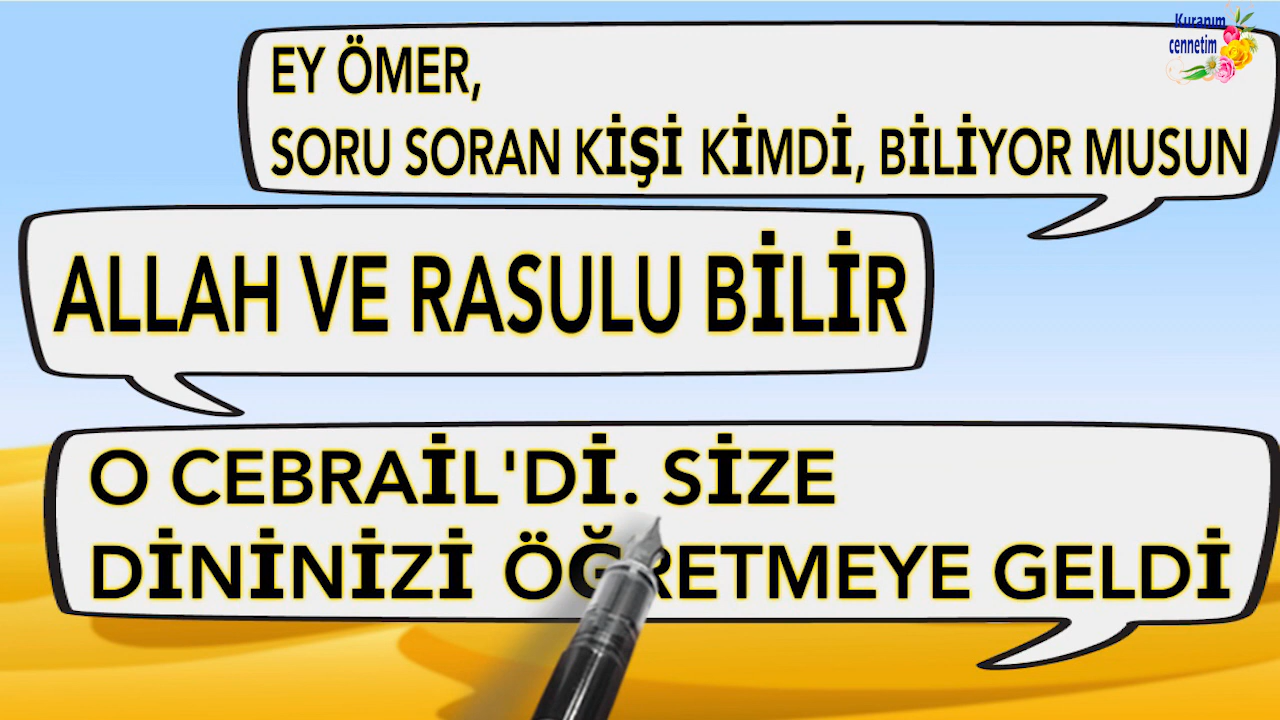 Kuranım
cennetim
EY ÖMER,
SORU SORAN KİŞİ KİMDİ, BİLİYOR MUSUN
ALLAH VE RASULU BİLİR
O CEBRAİL'Dİ. SİZE
DİNİNİZİ ÖĞRETMEYE GELDİ